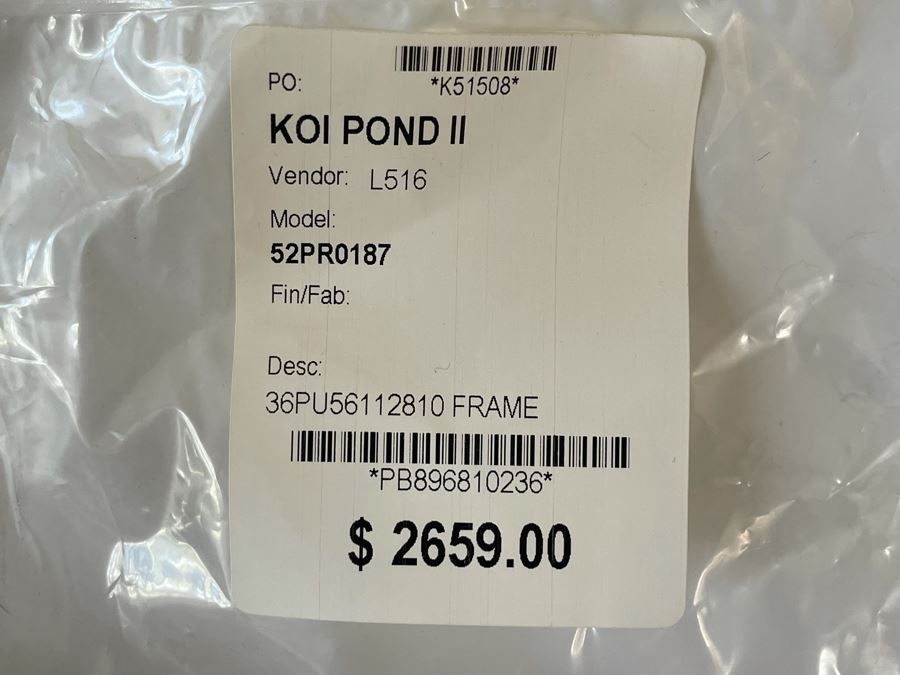 PO: *K51508*
KOI POND II
Vendor: L516
Model:
52PR0187
Fin/Fab:
Desc:
36PU56112810 FRAME
*PB896810236*
$ 2659.00